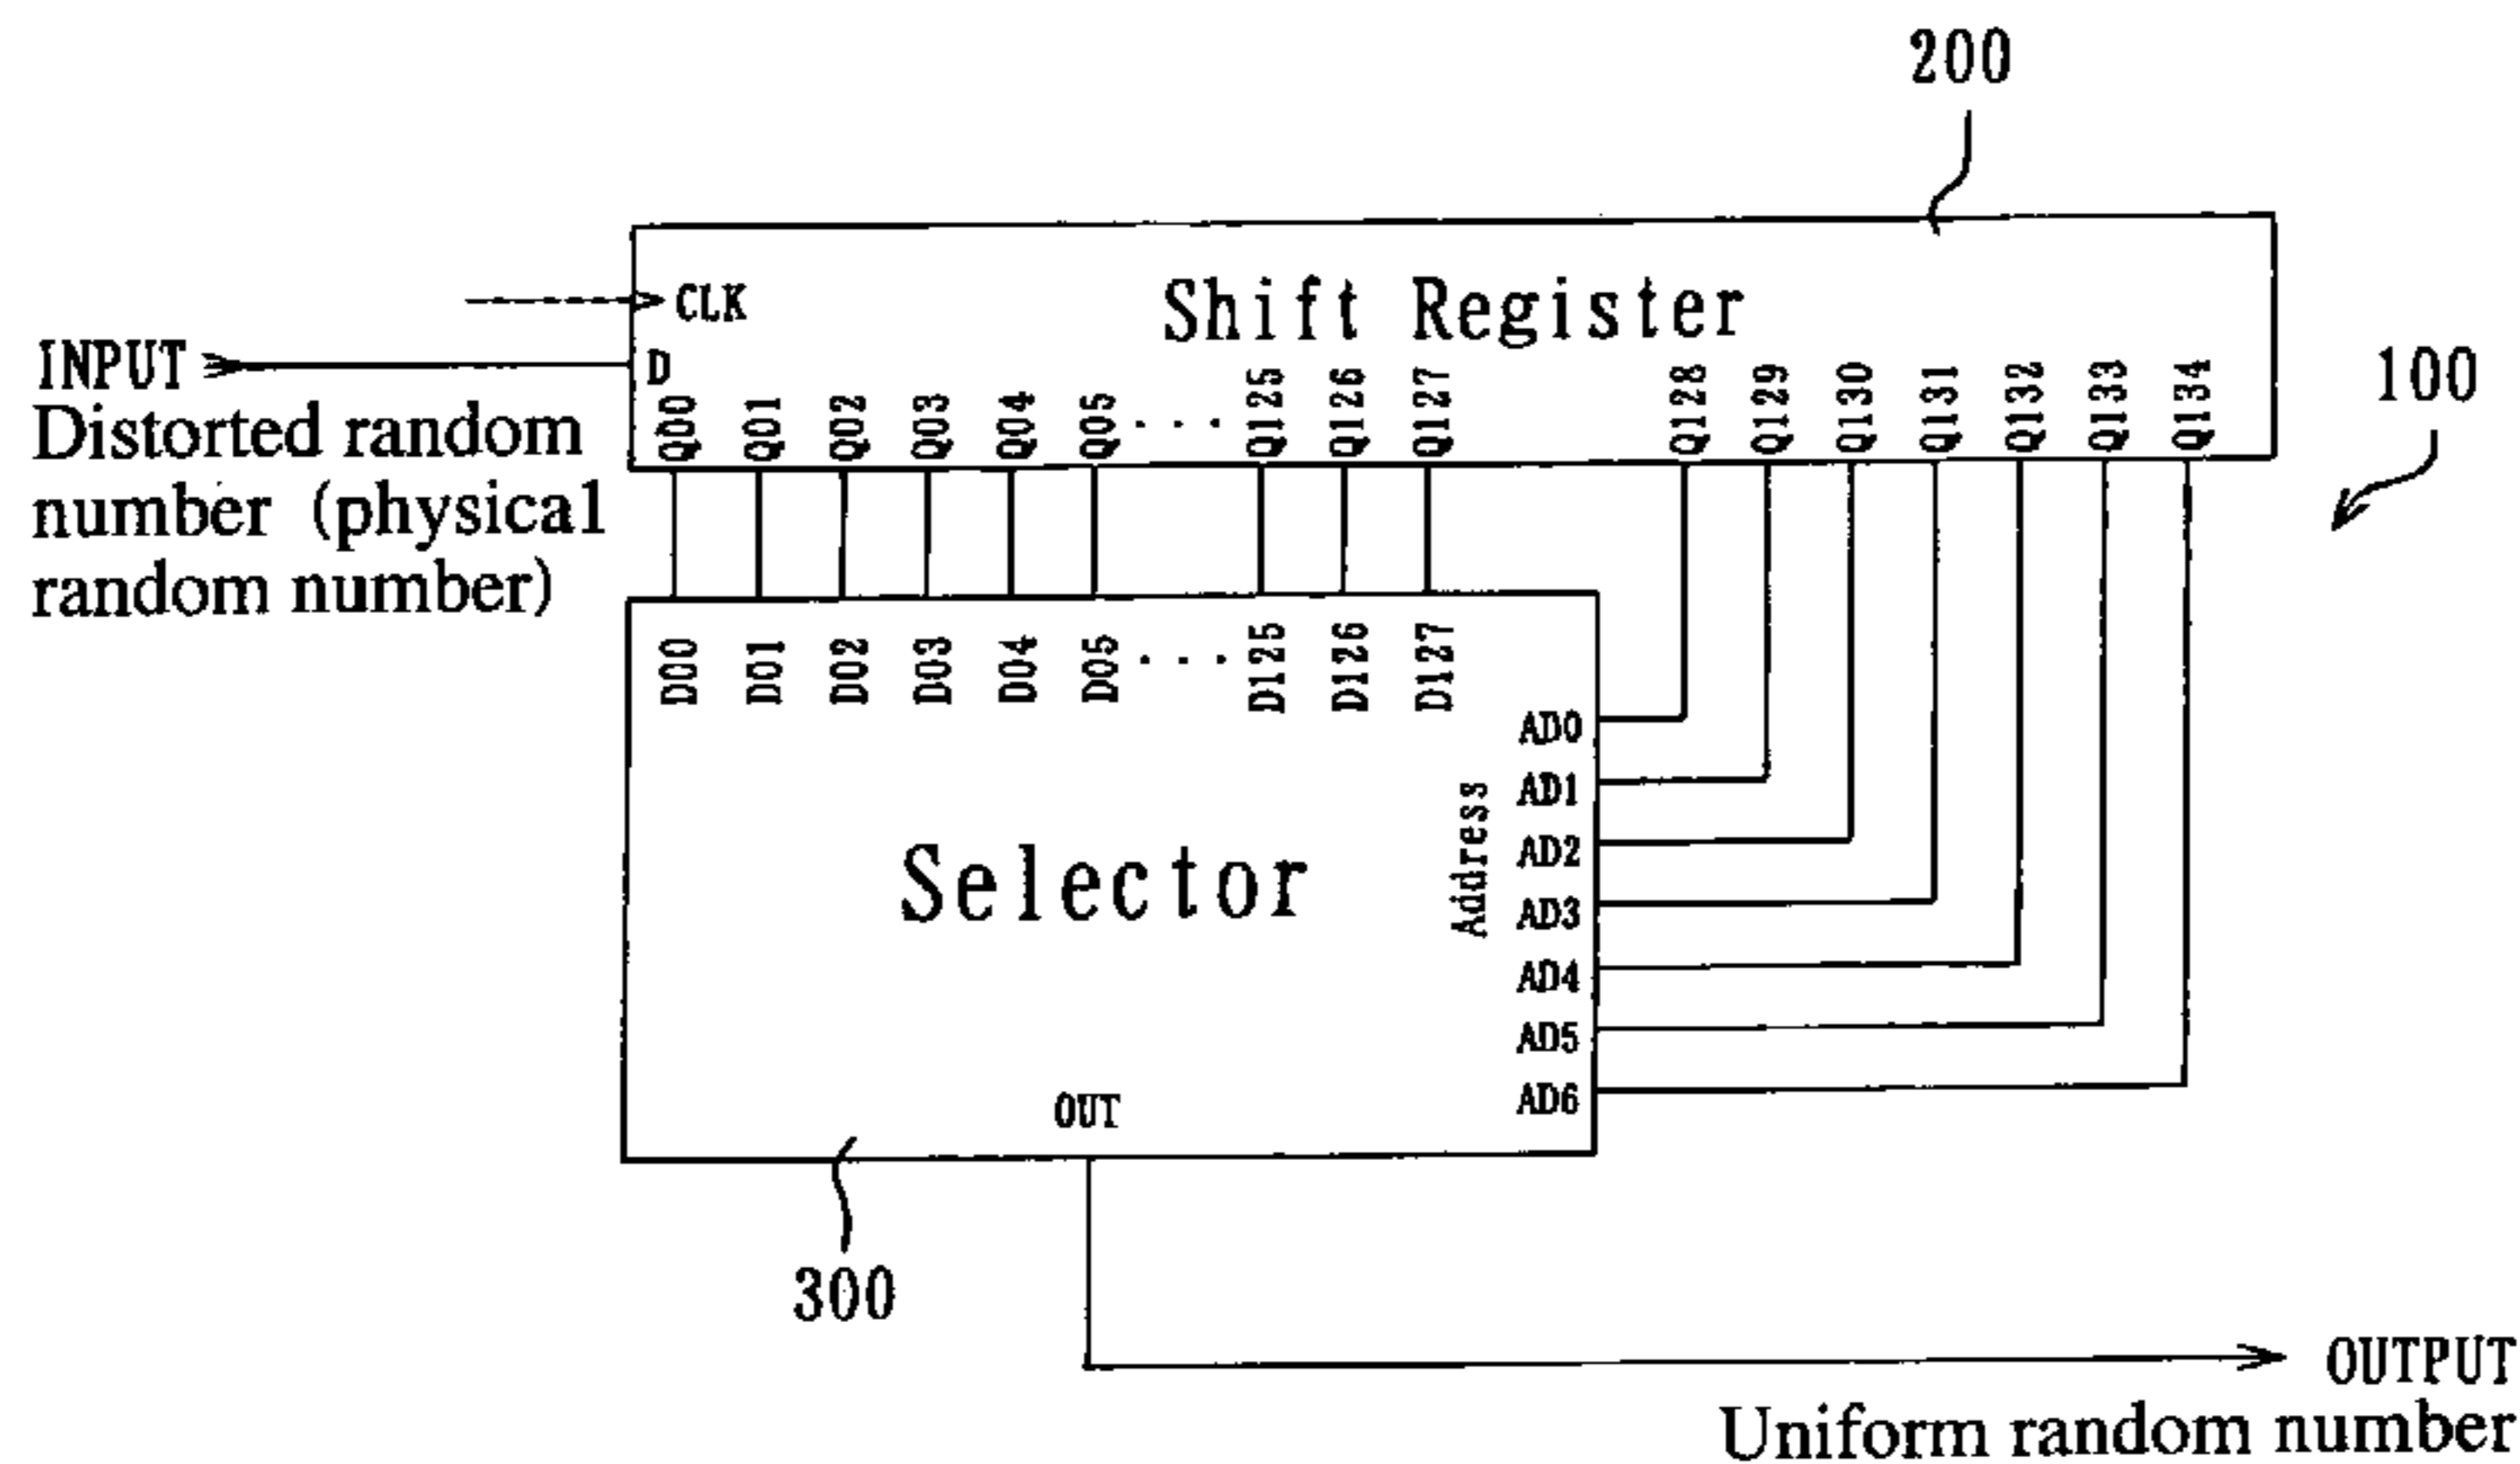 200
Shift Register
CLK
INPUT
D
Distorted random
number (physical
random number)
Q00 Q01 Q02 Q03 Q04 Q05 ... Q125 Q126 Q127 Q128 Q129 Q130 Q131 Q132 Q133 Q134
100
D00 D01 D02 D03 D04 D05 ... D125 D126 D127
Selector
Address
AD0
AD1
AD2
AD3
AD4
AD5
AD6
OUT
300
OUTPUT
Uniform random number